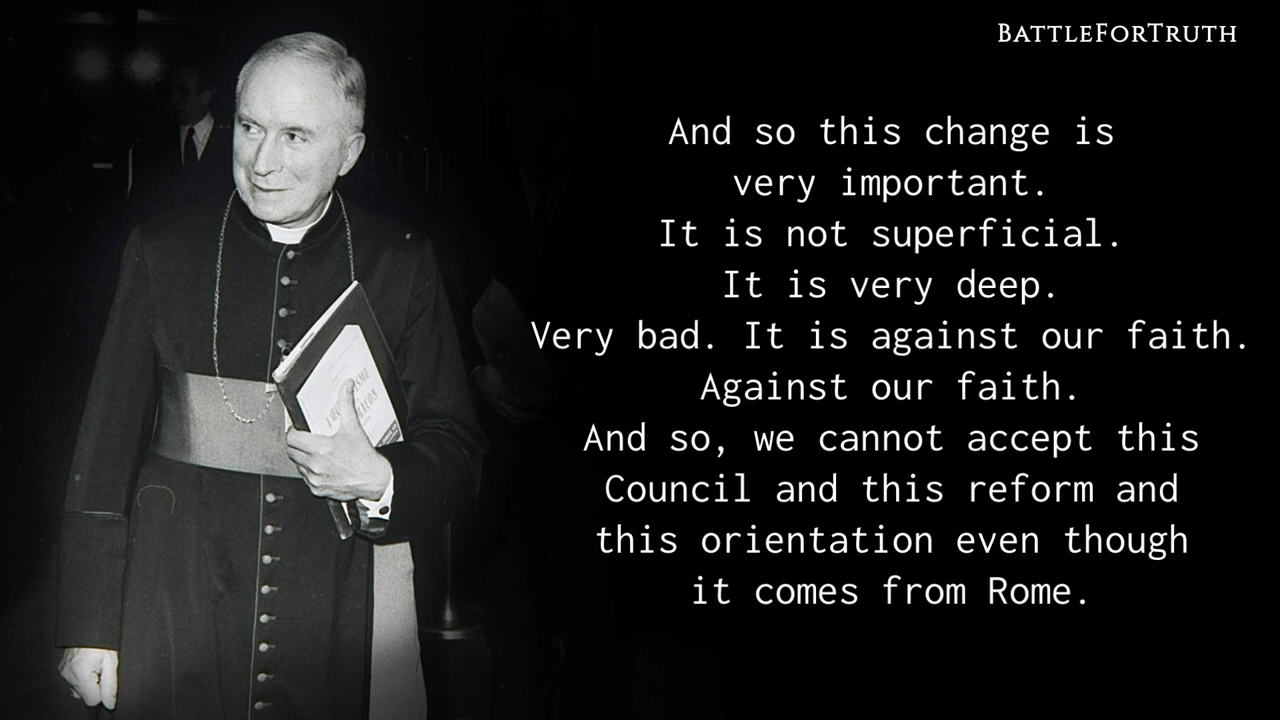 BATTLEFORTRUTH
And so this change is
very important.
It is not superficial.
It is very deep.
Very bad. It is against our faith.
Against our faith.
And so, we cannot accept this
Council and this reform and
this orientation even though
it comes from Rome.